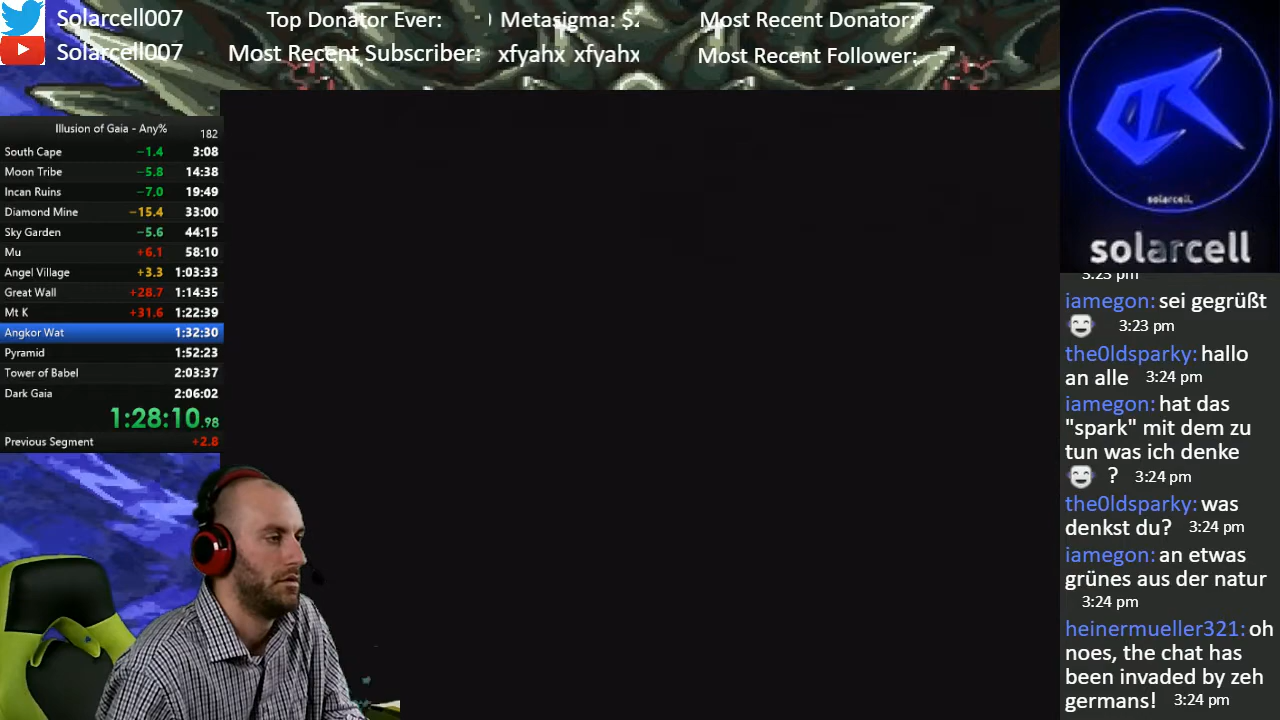 Solarcell007
Solarcell007
Top Donator Ever:
) Metasigma: $
Most Recent Donator:
Most Recent Subscriber:
xfyahx xfyahx
Most Recent Follower:
Illusion of Gaia - Any%
182
South Cape −1.4 3:08
Moon Tribe −5.8 14:38
Incan Ruins −7.0 19:49
Diamond Mine −15.4 33:00
Sky Garden −5.6 44:15
Mu +6.1 58:10
Angel Village +3.3 1:03:33
Great Wall +28.7 1:14:35
Mt K +31.6 1:22:39
Angkor Wat 1:32:30
Pyramid 1:52:23
Tower of Babel 2:03:37
Dark Gaia 2:06:02
1:28:10.98
Previous Segment +2.8
solarcell
solarcell
3:23 pm
iamegon: sei gegrüßt
3:23 pm
the0ldsparky: hallo
an alle 3:24 pm
iamegon: hat das
"spark" mit dem zu
tun was ich denke
? 3:24 pm
the0ldsparky: was
denkst du? 3:24 pm
iamegon: an etwas
grünes aus der natur
3:24 pm
heinermueller321: oh
noes, the chat has
been invaded by zeh
germans! 3:24 pm